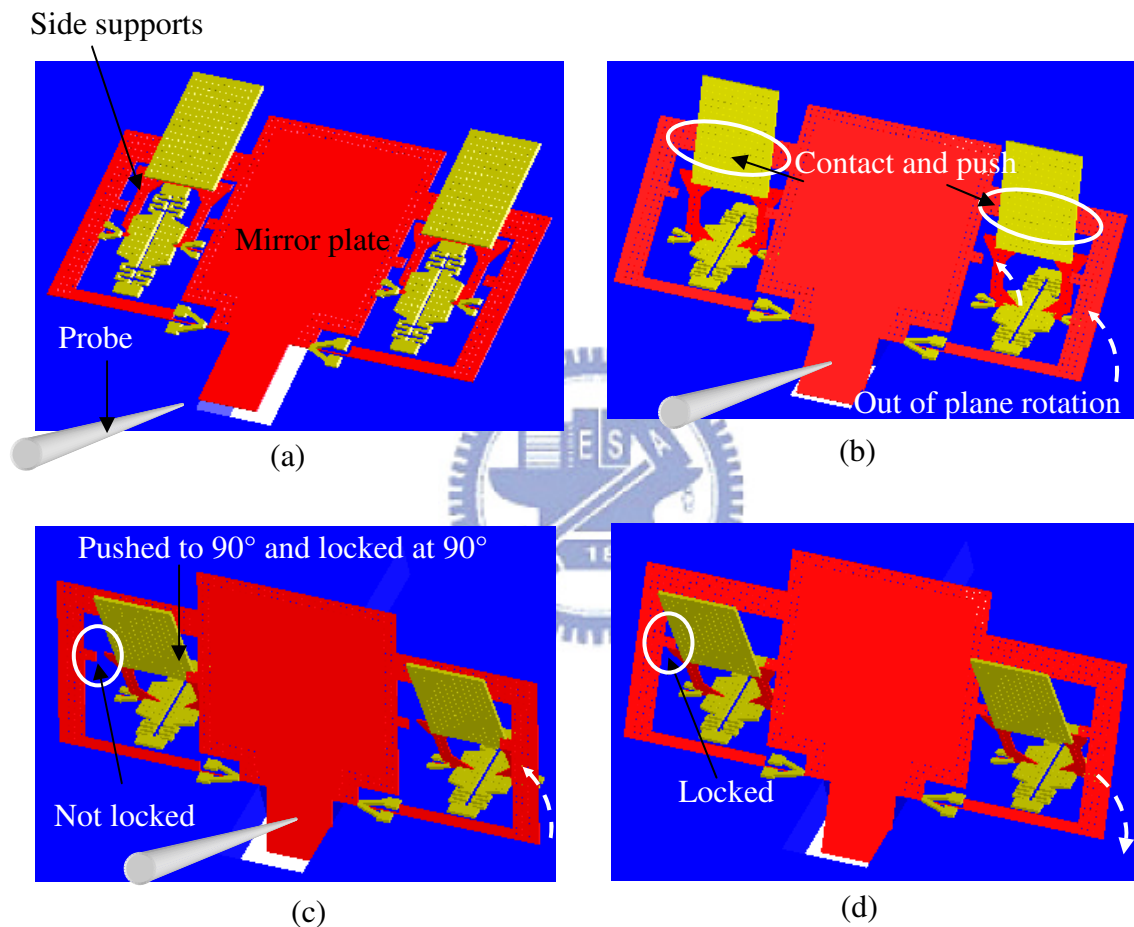 Side supports
Mirror plate
Probe
(a)
Contact and push
Out of plane rotation
(b)
E S A
18
Pushed to 90° and locked at 90°
Not locked
(c)
Locked
(d)